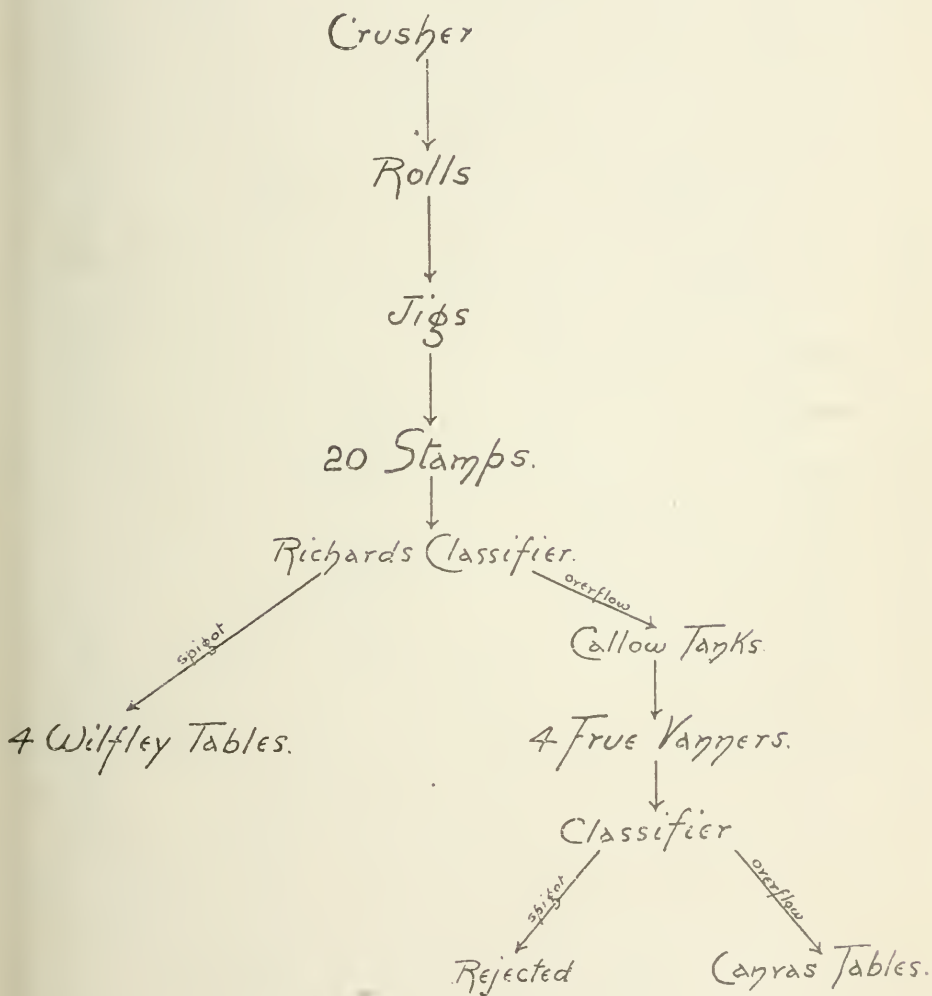 Crusher
Rolls
Jigs
20 Stamps.
Richards Classifier.
spigot
overflow
Callow Tanks.
4 Wilfley Tables.
4 Frue Vanners.
Classifier
spigot
overflow
Rejected
Canvas Tables.